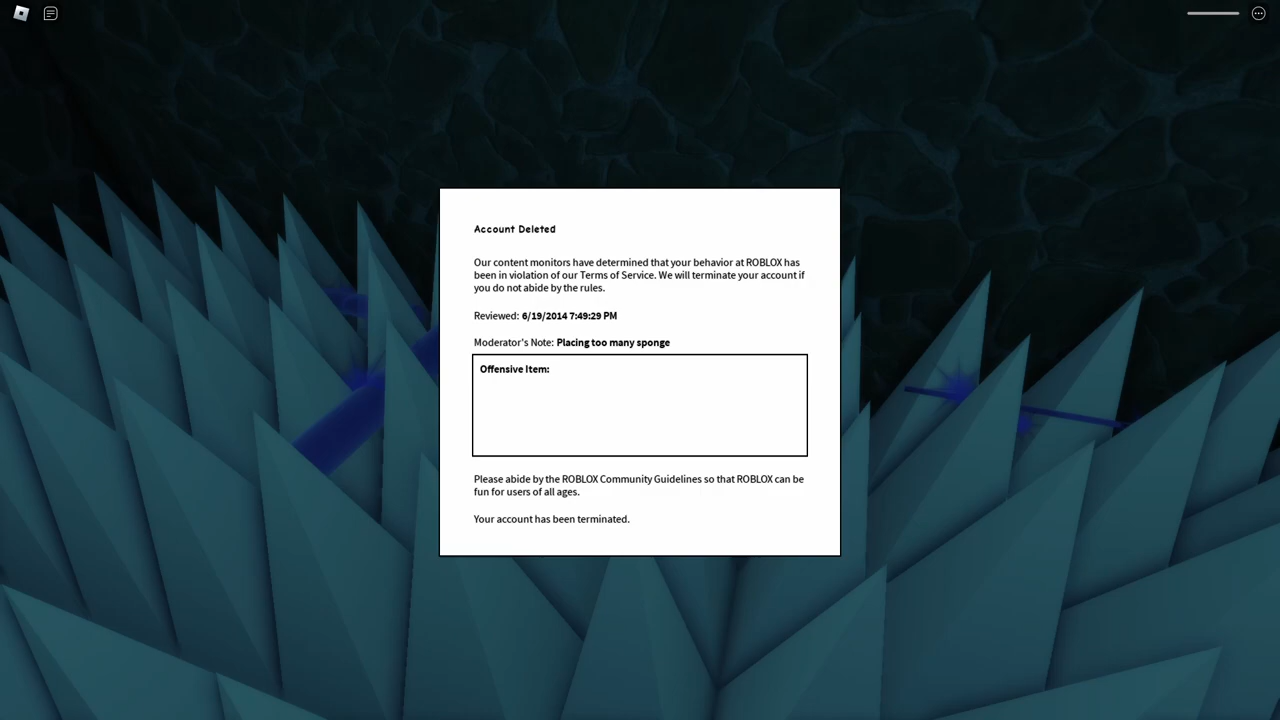 Account Deleted
Our content monitors have determined that your behavior at ROBLOX has
been in violation of our Terms of Service. We will terminate your account if
you do not abide by the rules.
Reviewed: 6/19/2014 7:49:29 PM
Moderator's Note: Placing too many sponge
Offensive Item:
Please abide by the ROBLOX Community Guidelines so that ROBLOX can be
fun for users of all ages.
Your account has been terminated.